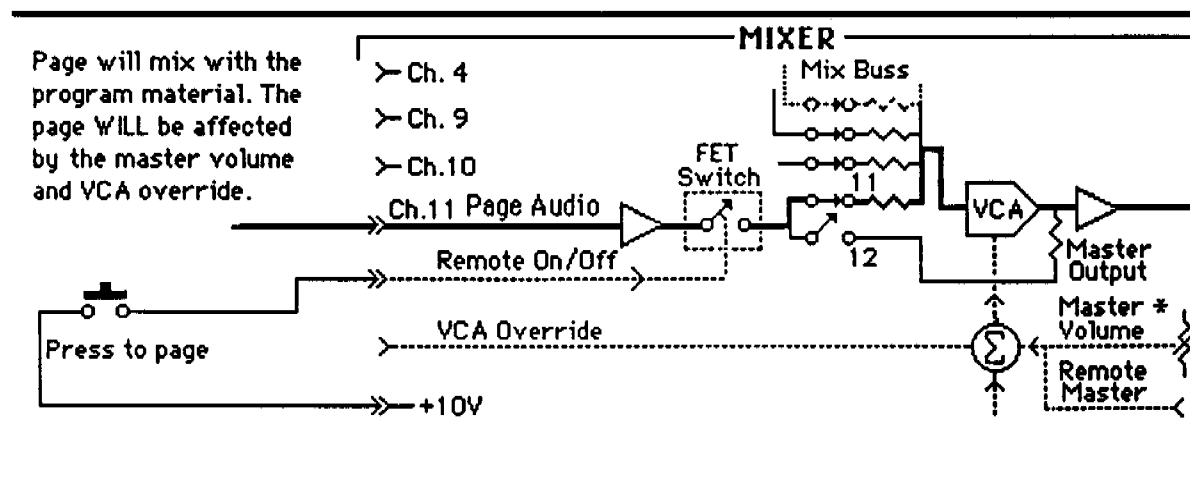 MIXER
Page will mix with the
program material. The
page WILL be affected
by the master volume
and VCA override.
Ch. 4
Ch. 9
Ch.10
Ch.11 Page Audio
Mix Buss
FET
Switch
11
12
VCA
Master
Output
Remote On/Off
Press to page
VCA Override
Σ
Master *
Volume
Remote
Master
+10V